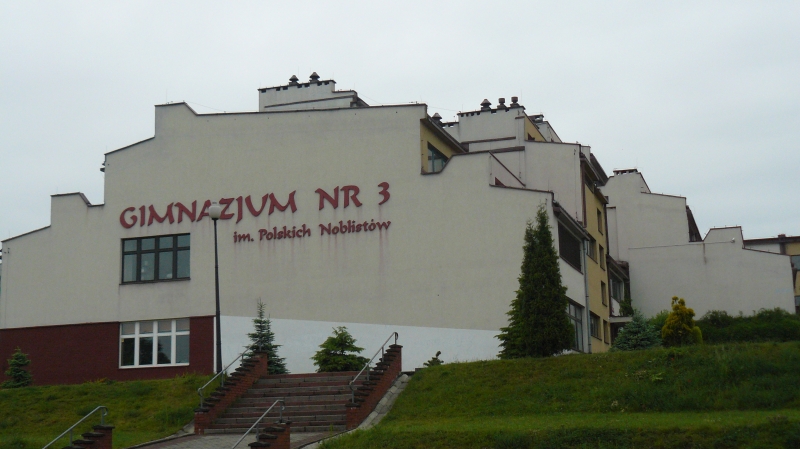 GIMNAZJUM NR 3
im. Polskich Noblistów